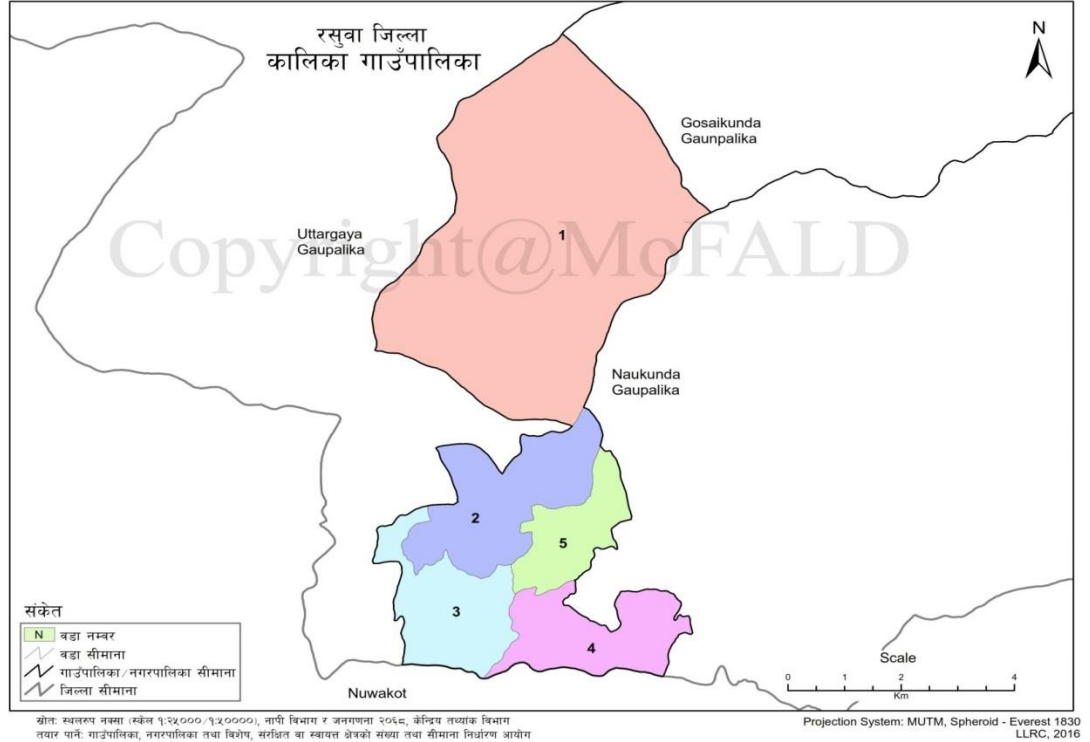 रसुवा जिल्ला
कालिका गाउँपालिका
N
Gosaikunda
Gaunpalika
Uttargaya
Gaupalika
1
Copyright@MoFALD
Naukunda
Gaupalika
2
5
3
4
संकेत
N वडा नम्बर
वडा सीमाना
गाउँपालिका/नगरपालिका सीमाना
जिल्ला सीमाना
Nuwakot
Scale
0 1 2 4
Km
स्रोत: स्थलरुप नक्सा (स्केल १:२५०००/१:५००००), नापी विभाग र जनगणना २०६८, केन्द्रिय तथ्यांक विभाग
तयार पार्ने: गाउँपालिका, नगरपालिका तथा विशेष, संरक्षित वा स्वायत्त क्षेत्रको संख्या तथा सीमाना निर्धारण आयोग
Projection System: MUTM, Spheroid - Everest 1830
LLRC, 2016